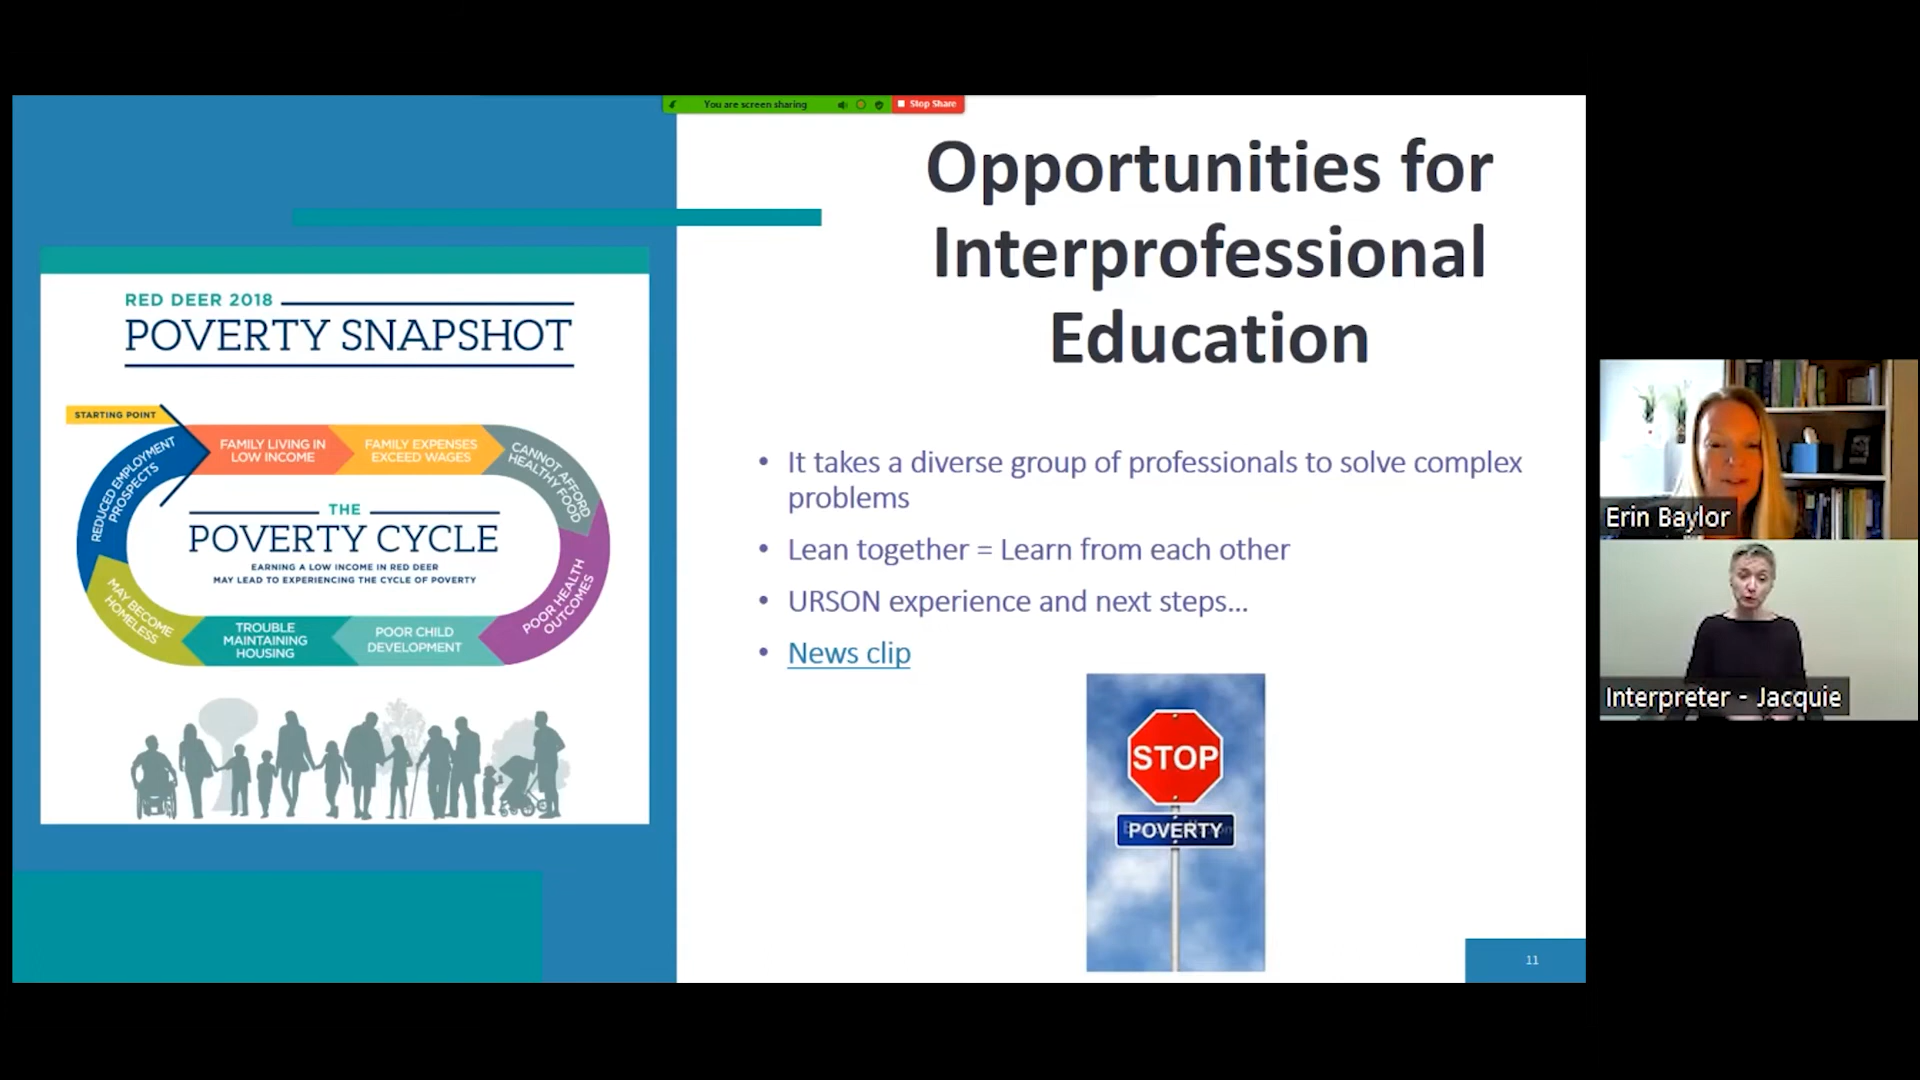 You are screen sharing
Stop Share
Opportunities for
Interprofessional
Education
RED DEER 2018
POVERTY SNAPSHOT
STARTING POINT
FAMILY LIVING IN
LOW INCOME
FAMILY EXPENSES
EXCEED WAGES
CANNOT AFFORD
HEALTHY FOOD
POOR HEALTH
OUTCOMES
POOR CHILD
DEVELOPMENT
TROUBLE
MAINTAINING
HOUSING
MAY BECOME
HOMELESS
REDUCED EMPLOYMENT
PROSPECTS
THE
POVERTY CYCLE
EARNING A LOW INCOME IN RED DEER
MAY LEAD TO EXPERIENCING THE CYCLE OF POVERTY
• It takes a diverse group of professionals to solve complex
problems
• Lean together = Learn from each other
• URSON experience and next steps...
• News clip
STOP
POVERTY
11
Erin Baylor
Interpreter - Jacquie